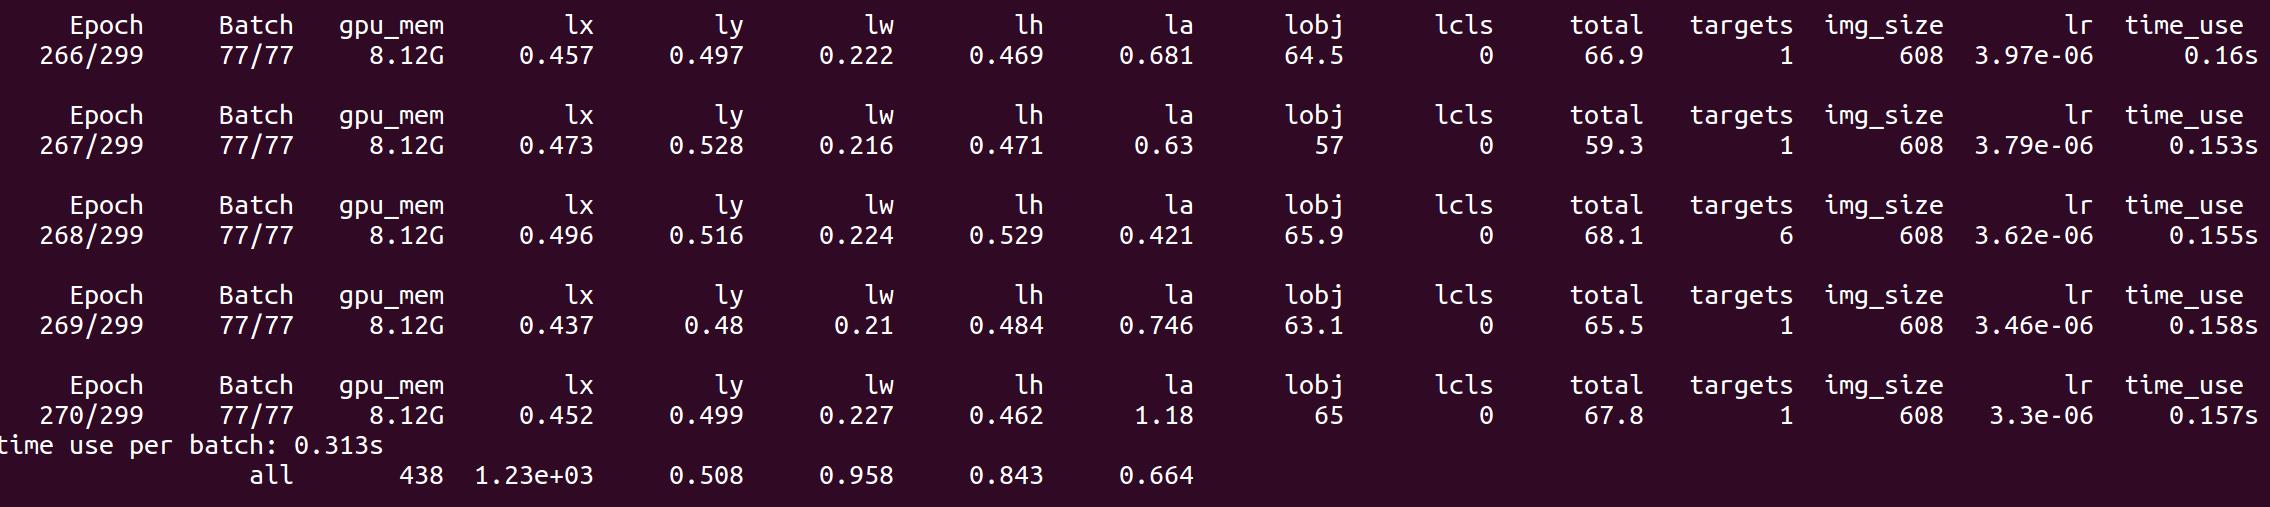 Epoch Batch gpu_mem lx ly lw lh la lobj lcls total targets img_size lr time_use
266/299 77/77 8.12G 0.457 0.497 0.222 0.469 0.681 64.5 0 66.9 1 608 3.97e-06 0.16s
Epoch Batch gpu_mem lx ly lw lh la lobj lcls total targets img_size lr time_use
267/299 77/77 8.12G 0.473 0.528 0.216 0.471 0.63 57 0 59.3 1 608 3.79e-06 0.153s
Epoch Batch gpu_mem lx ly lw lh la lobj lcls total targets img_size lr time_use
268/299 77/77 8.12G 0.496 0.516 0.224 0.529 0.421 65.9 0 68.1 6 608 3.62e-06 0.155s
Epoch Batch gpu_mem lx ly lw lh la lobj lcls total targets img_size lr time_use
269/299 77/77 8.12G 0.437 0.48 0.21 0.484 0.746 63.1 0 65.5 1 608 3.46e-06 0.158s
Epoch Batch gpu_mem lx ly lw lh la lobj lcls total targets img_size lr time_use
270/299 77/77 8.12G 0.452 0.499 0.227 0.462 1.18 65 0 67.8 1 608 3.3e-06 0.157s
time use per batch: 0.313s
all 438 1.23e+03 0.508 0.958 0.843 0.664